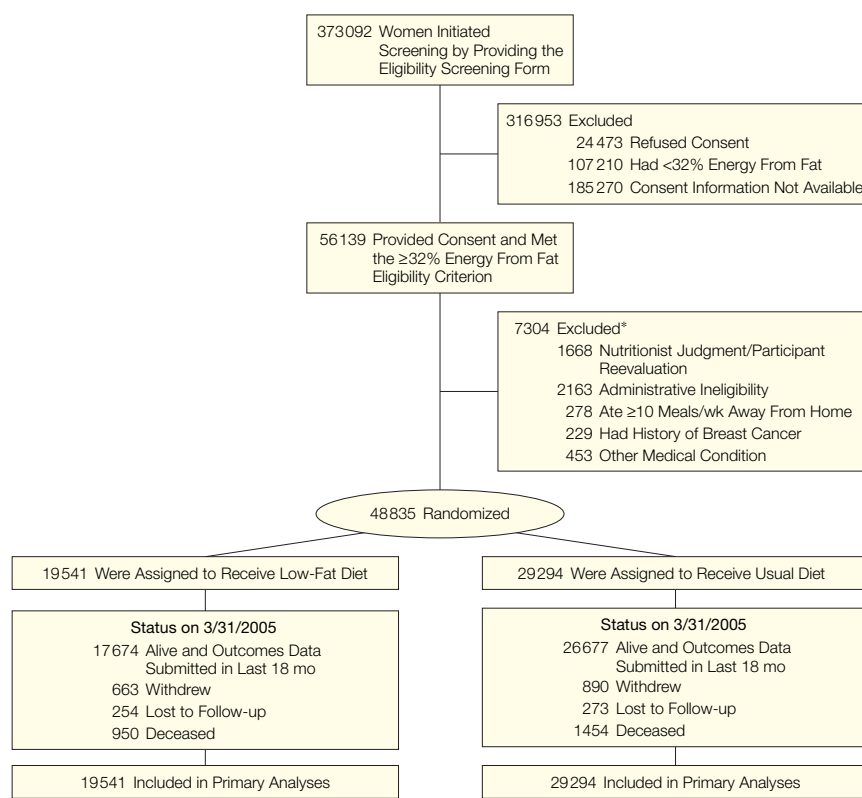 373092 Women Initiated
Screening by Providing the
Eligibility Screening Form
316953 Excluded
24473 Refused Consent
107210 Had <32% Energy From Fat
185270 Consent Information Not Available
56139 Provided Consent and Met
the ≥32% Energy From Fat
Eligibility Criterion
7304 Excluded*
1668 Nutritionist Judgment/Participant
Reevaluation
2163 Administrative Ineligibility
278 Ate ≥10 Meals/wk Away From Home
229 Had History of Breast Cancer
453 Other Medical Condition
48835 Randomized
19541 Were Assigned to Receive Low-Fat Diet
29294 Were Assigned to Receive Usual Diet
Status on 3/31/2005
17674 Alive and Outcomes Data
Submitted in Last 18 mo
663 Withdrew
254 Lost to Follow-up
950 Deceased
Status on 3/31/2005
26677 Alive and Outcomes Data
Submitted in Last 18 mo
890 Withdrew
273 Lost to Follow-up
1454 Deceased
19541 Included in Primary Analyses
29294 Included in Primary Analyses